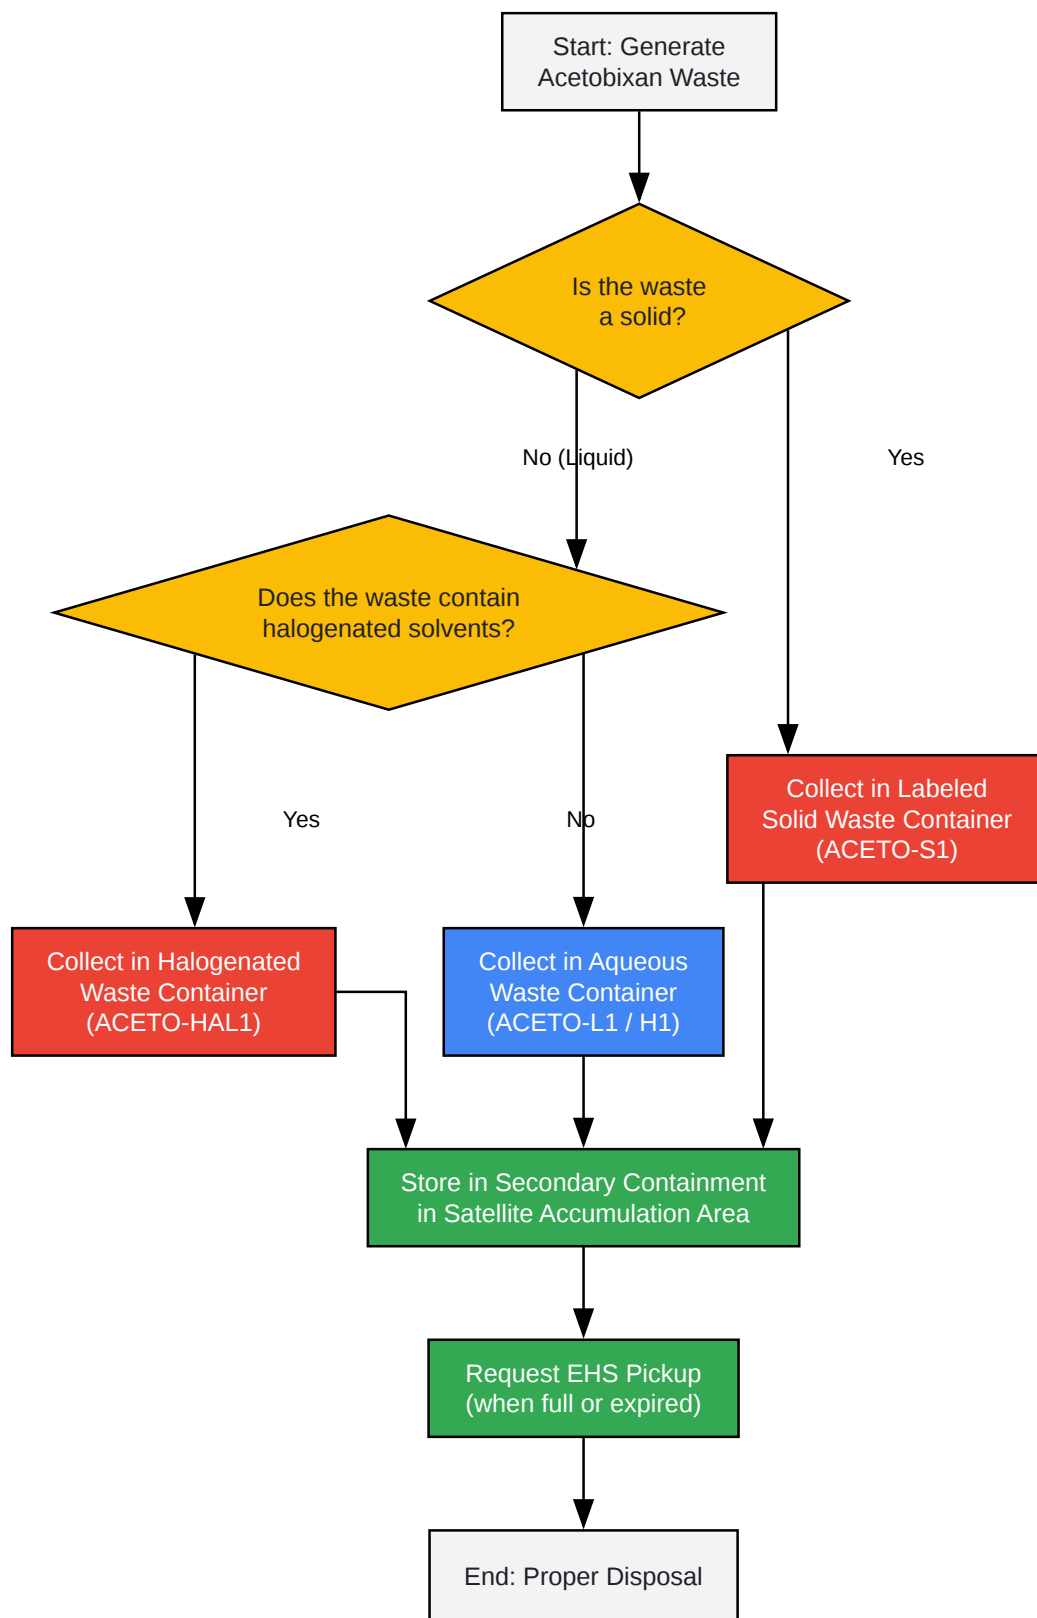 Start: Generate
Acetobixan Waste
Is the waste
a solid?
No (Liquid)
Yes
Does the waste contain
halogenated solvents?
Yes
No
Collect in Labeled
Solid Waste Container
(ACETO-S1)
Collect in Halogenated
Waste Container
(ACETO-HAL1)
Collect in Aqueous
Waste Container
(ACETO-L1 / H1)
Store in Secondary Containment
in Satellite Accumulation Area
Request EHS Pickup
(when full or expired)
End: Proper Disposal